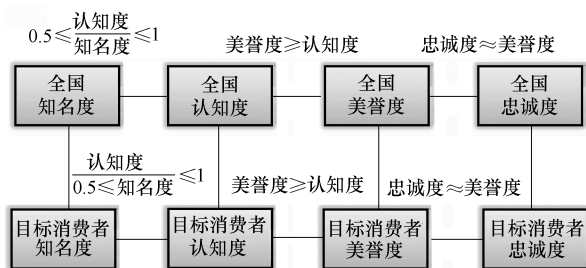 0.5≤认知度/知名度≤1
美誉度≥认知度
忠诚度≈美誉度
全国
知名度
全国
认知度
全国
美誉度
全国
忠诚度
认知度/0.5≤知名度≤1
美誉度≥认知度
忠诚度≈美誉度
目标消费者
知名度
目标消费者
认知度
目标消费者
美誉度
目标消费者
忠诚度